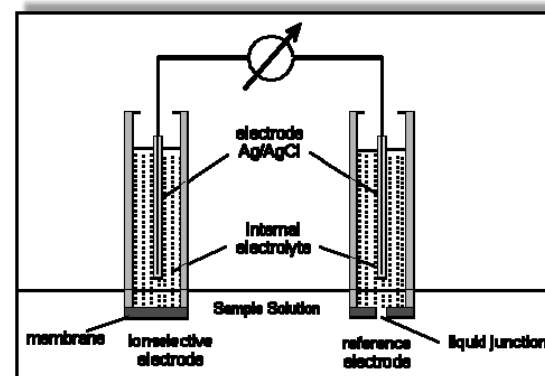 electrode
Ag/AgCl
Internal
electrolyte
Sample Solution
membrane
ion-selective
electrode
reference
electrode
liquid junction